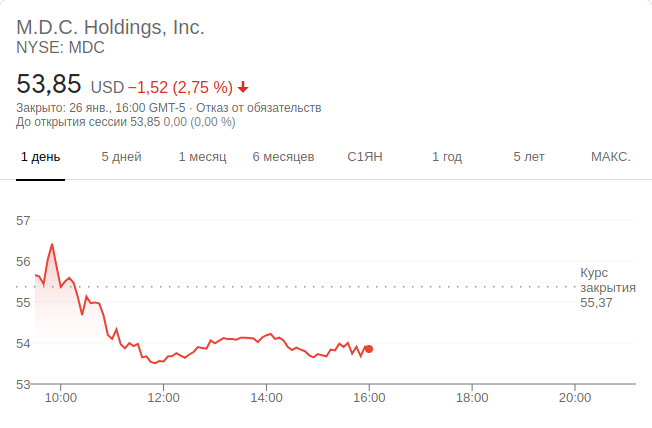 M.D.C. Holdings, Inc.
NYSE: MDC
53,85 USD −1,52 (2,75 %)
Закрыто: 26 янв., 16:00 GMT-5 · Отказ от обязательств
До открытия сессии 53,85 0,00 (0,00 %)
1 день 5 дней 1 месяц 6 месяцев С1ЯН 1 год 5 лет МАКС.
57
56
Курс
закрытия
55,37
55
54
53
10:00 12:00 14:00 16:00 18:00 20:00